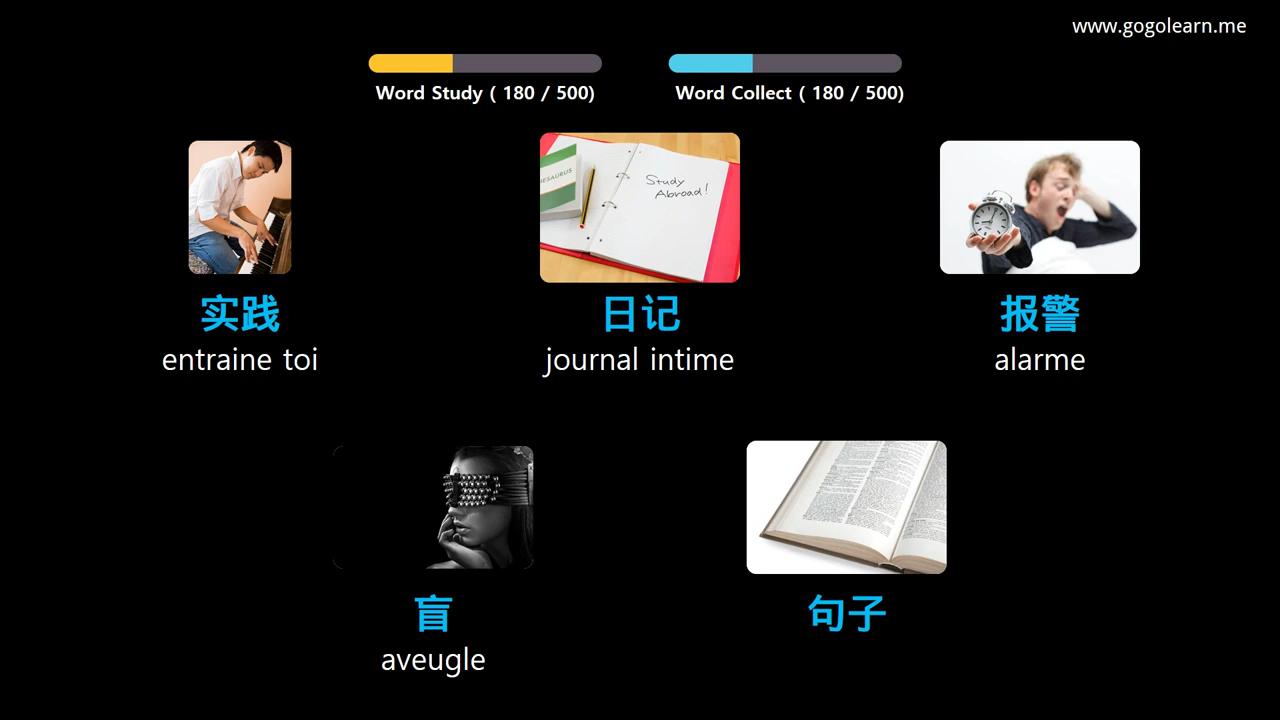 www.gogolearn.me
Word Study ( 180 / 500)
Word Collect ( 180 / 500)
ESAURUS
Study
Abroad!
实践
日记
报警
entraine toi
journal intime
alarme
盲
句子
aveugle